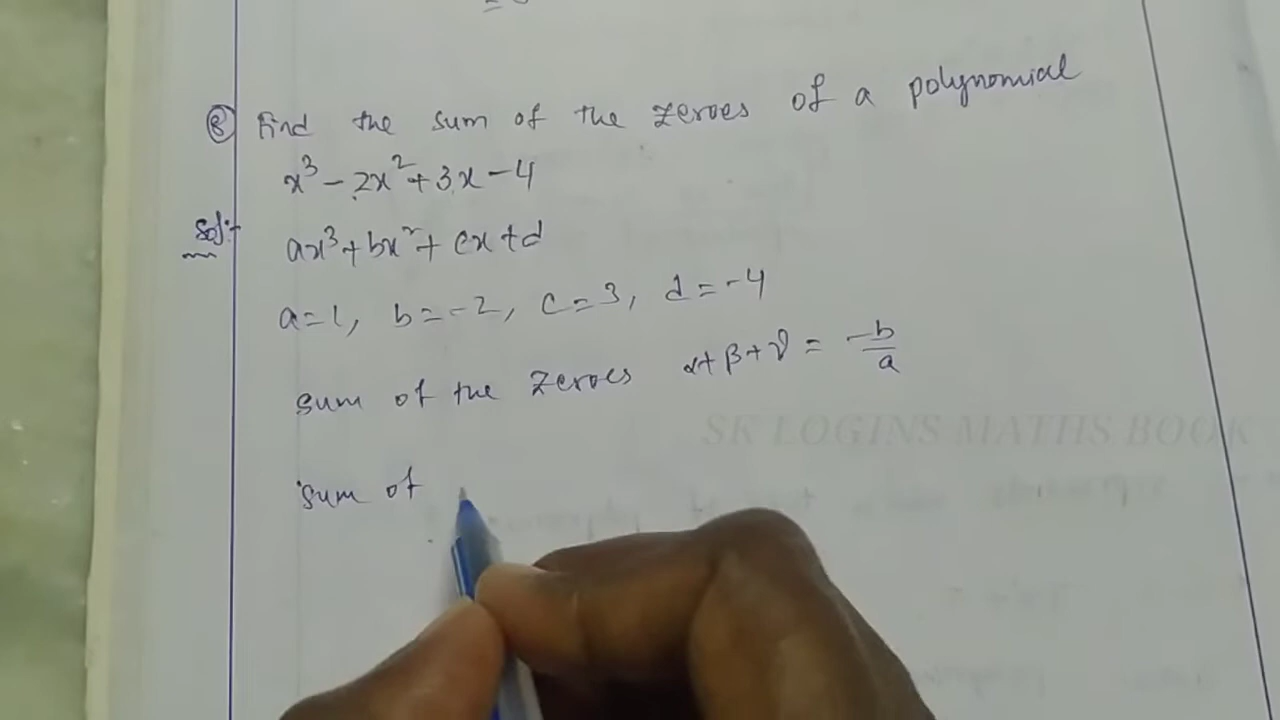 ⑧ Find the sum of the zeroes of a polynomial
x³ - 2x² + 3x - 4
Sol:-
ax³ + bx² + cx + d
a=1, b=-2, c=3, d=-4
sum of the zeroes α+β+γ = -b/a
SK LOGINS MATHS BOOK
sum of